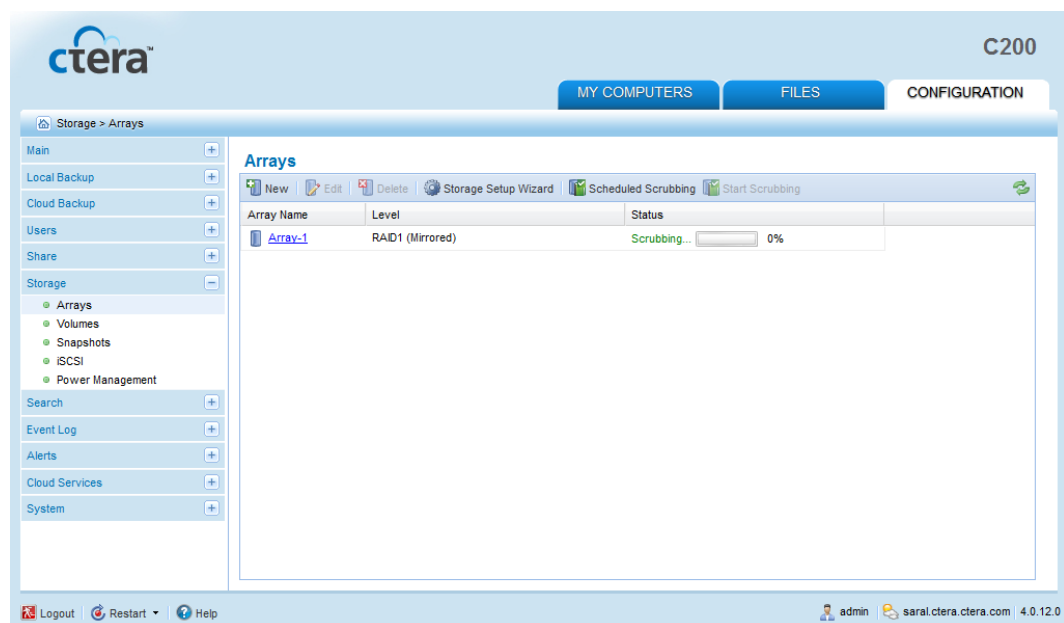 ctera™
C200
MY COMPUTERS FILES CONFIGURATION
Storage > Arrays
Main
Local Backup
Cloud Backup
Users
Share
Storage
Arrays
Volumes
Snapshots
iSCSI
Power Management
Search
Event Log
Alerts
Cloud Services
System
Arrays
New Edit Delete Storage Setup Wizard Scheduled Scrubbing Start Scrubbing
Array Name Level Status
Array-1 RAID1 (Mirrored) Scrubbing... 0%
Logout Restart Help admin saral.ctera.ctera.com 4.0.12.0